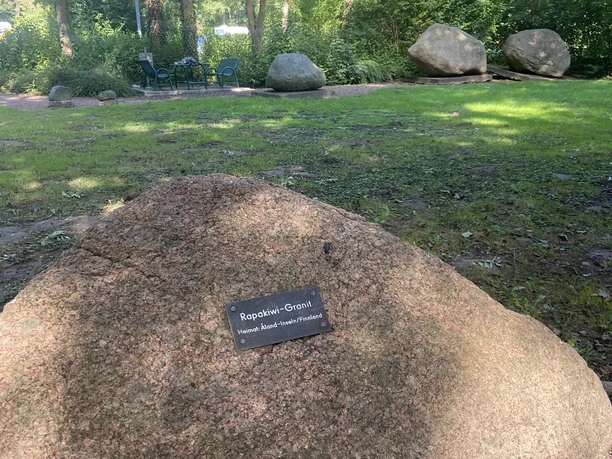 Rapakiwi-Granit
Heimat: Åland-Inseln/Finnland